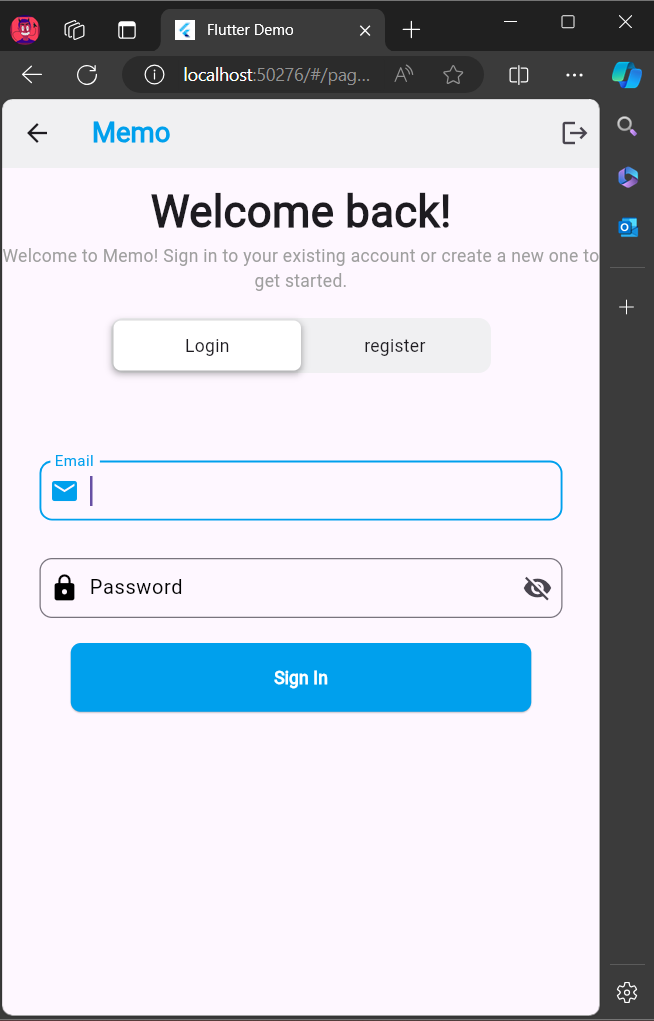 Flutter Demo
localhost:50276/#/pag...
Memo
Welcome back!
Welcome to Memo! Sign in to your existing account or create a new one to
get started.
Login
register
Email
Password
Sign In